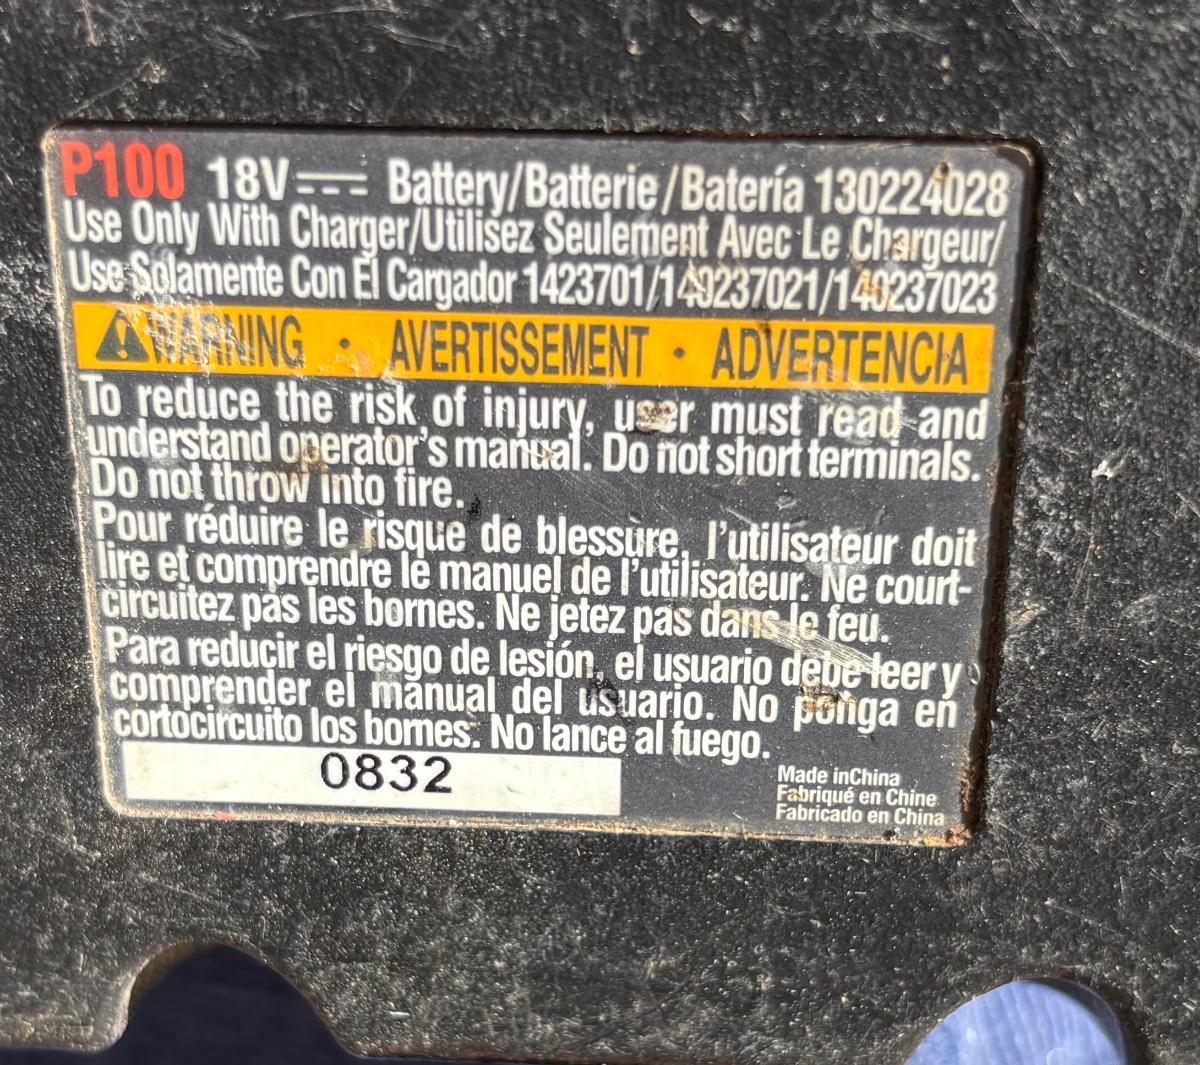 P100 18V Battery/Batterie/Batería 130224028
Use Only With Charger/Utilisez Seulement Avec Le Chargeur/
Use Solamente Con El Cargador 1423701/140237021/140237023
WARNING • AVERTISSEMENT • ADVERTENCIA
To reduce the risk of injury, user must read and
understand operator's manual. Do not short terminals.
Do not throw into fire.
Pour réduire le risque de blessure, l'utilisateur doit
lire et comprendre le manuel de l'utilisateur. Ne court-
circuitez pas les bornes. Ne jetez pas dans le feu.
Para reducir el riesgo de lesión, el usuario debe leer y
comprender el manual del usuario. No ponga en
cortocircuito los bornes. No lance al fuego.
0832
Made inChina
Fabriqué en Chine
Fabricado en China